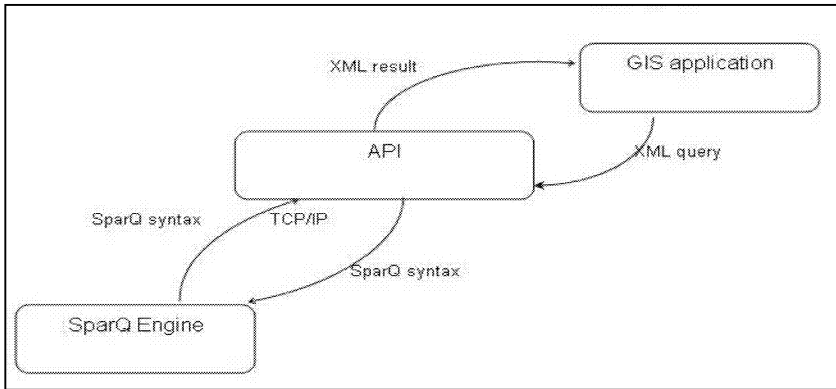 XML result
GIS application
API
XML query
SparQ syntax
TCP/IP
SparQ syntax
SparQ Engine